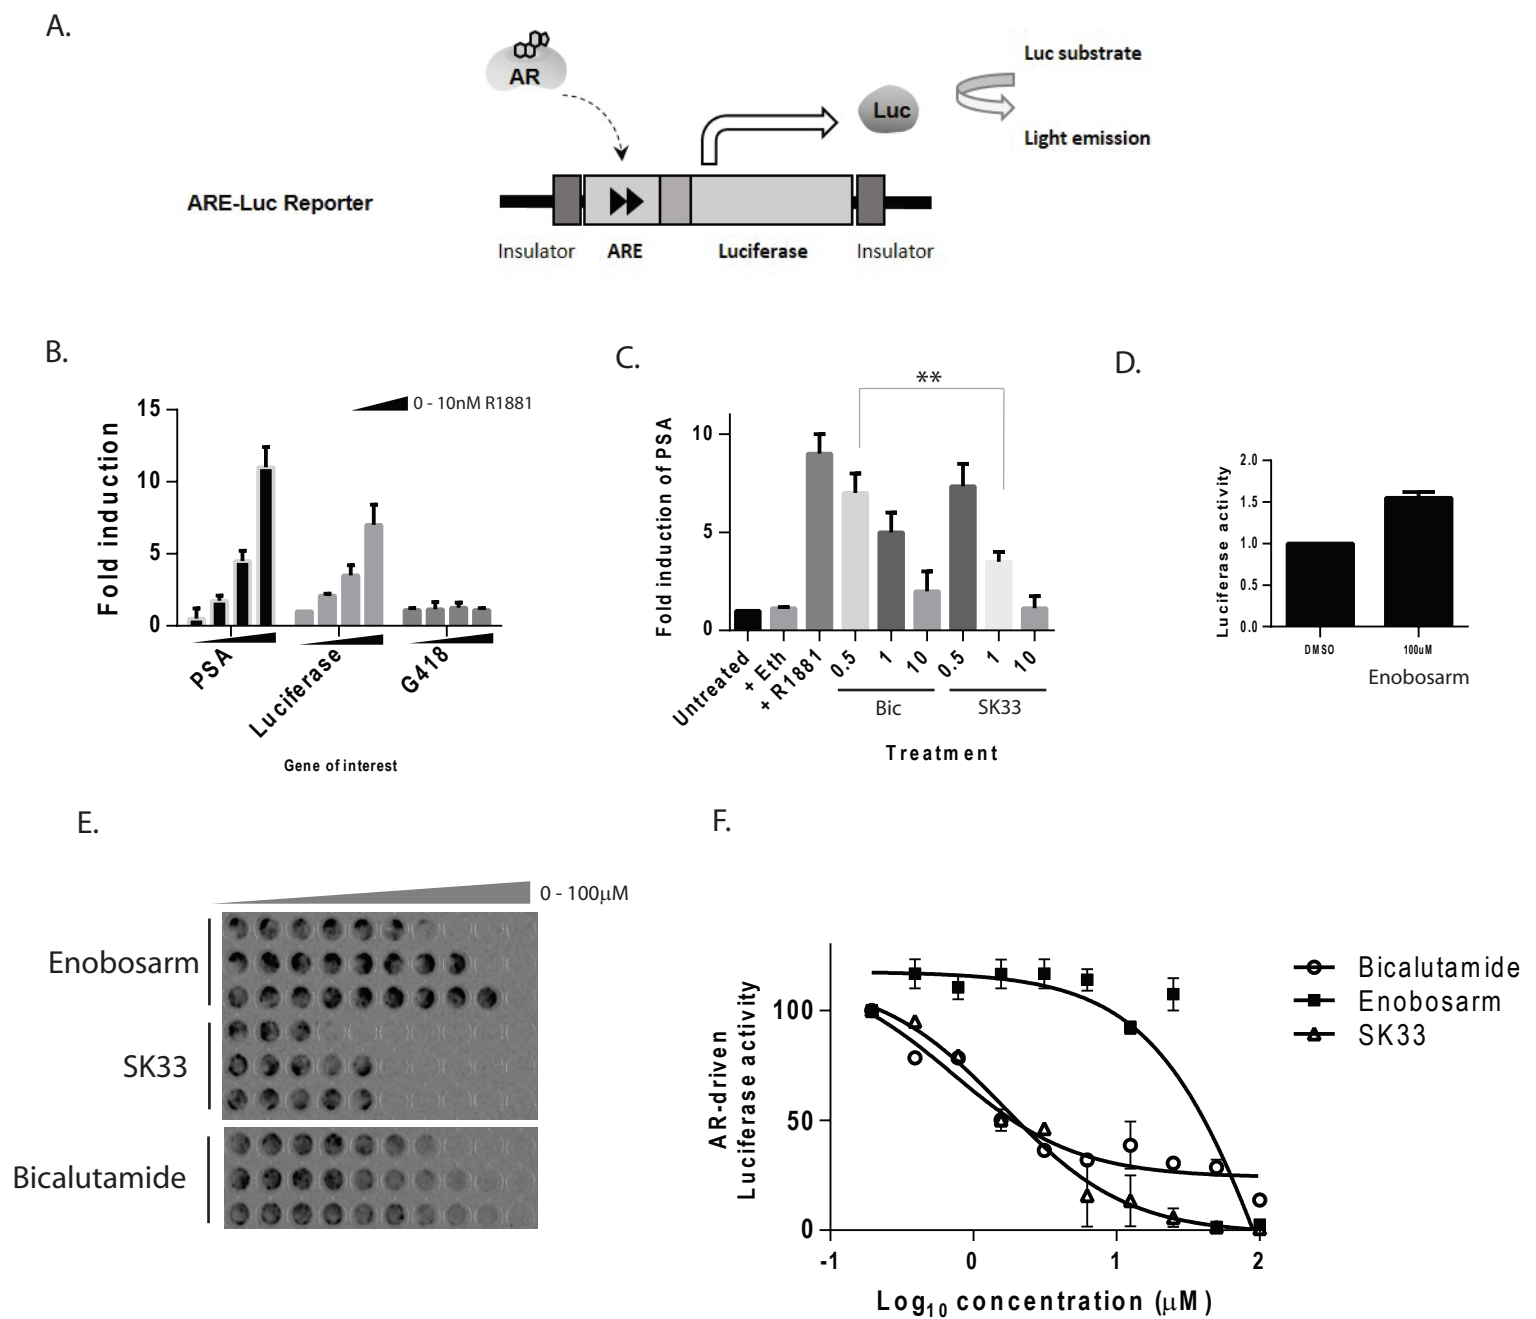 A.
AR
Luc
Luc substrate
Light emission
ARE-Luc Reporter
Insulator ARE Luciferase Insulator
B.
0 - 10nM R1881
Fold induction
15
10
5
0
PSA
Luciferase
G418
Gene of interest
C.
**
Fold induction of PSA
10
5
0
Untreated
+ Eth
+ R1881
0.5
1
10
0.5
1
10
Bic
SK33
Treatment
D.
Luciferase activity
2.0
1.5
1.0
0.5
0.0
DMSO
100uM
Enobosarm
E.
0 - 100μM
Enobosarm
SK33
Bicalutamide
F.
AR-driven
Luciferase activity
100
50
0
-1 0 1 2
Log10 concentration (μM)
Bicalutamide
Enobosarm
SK33